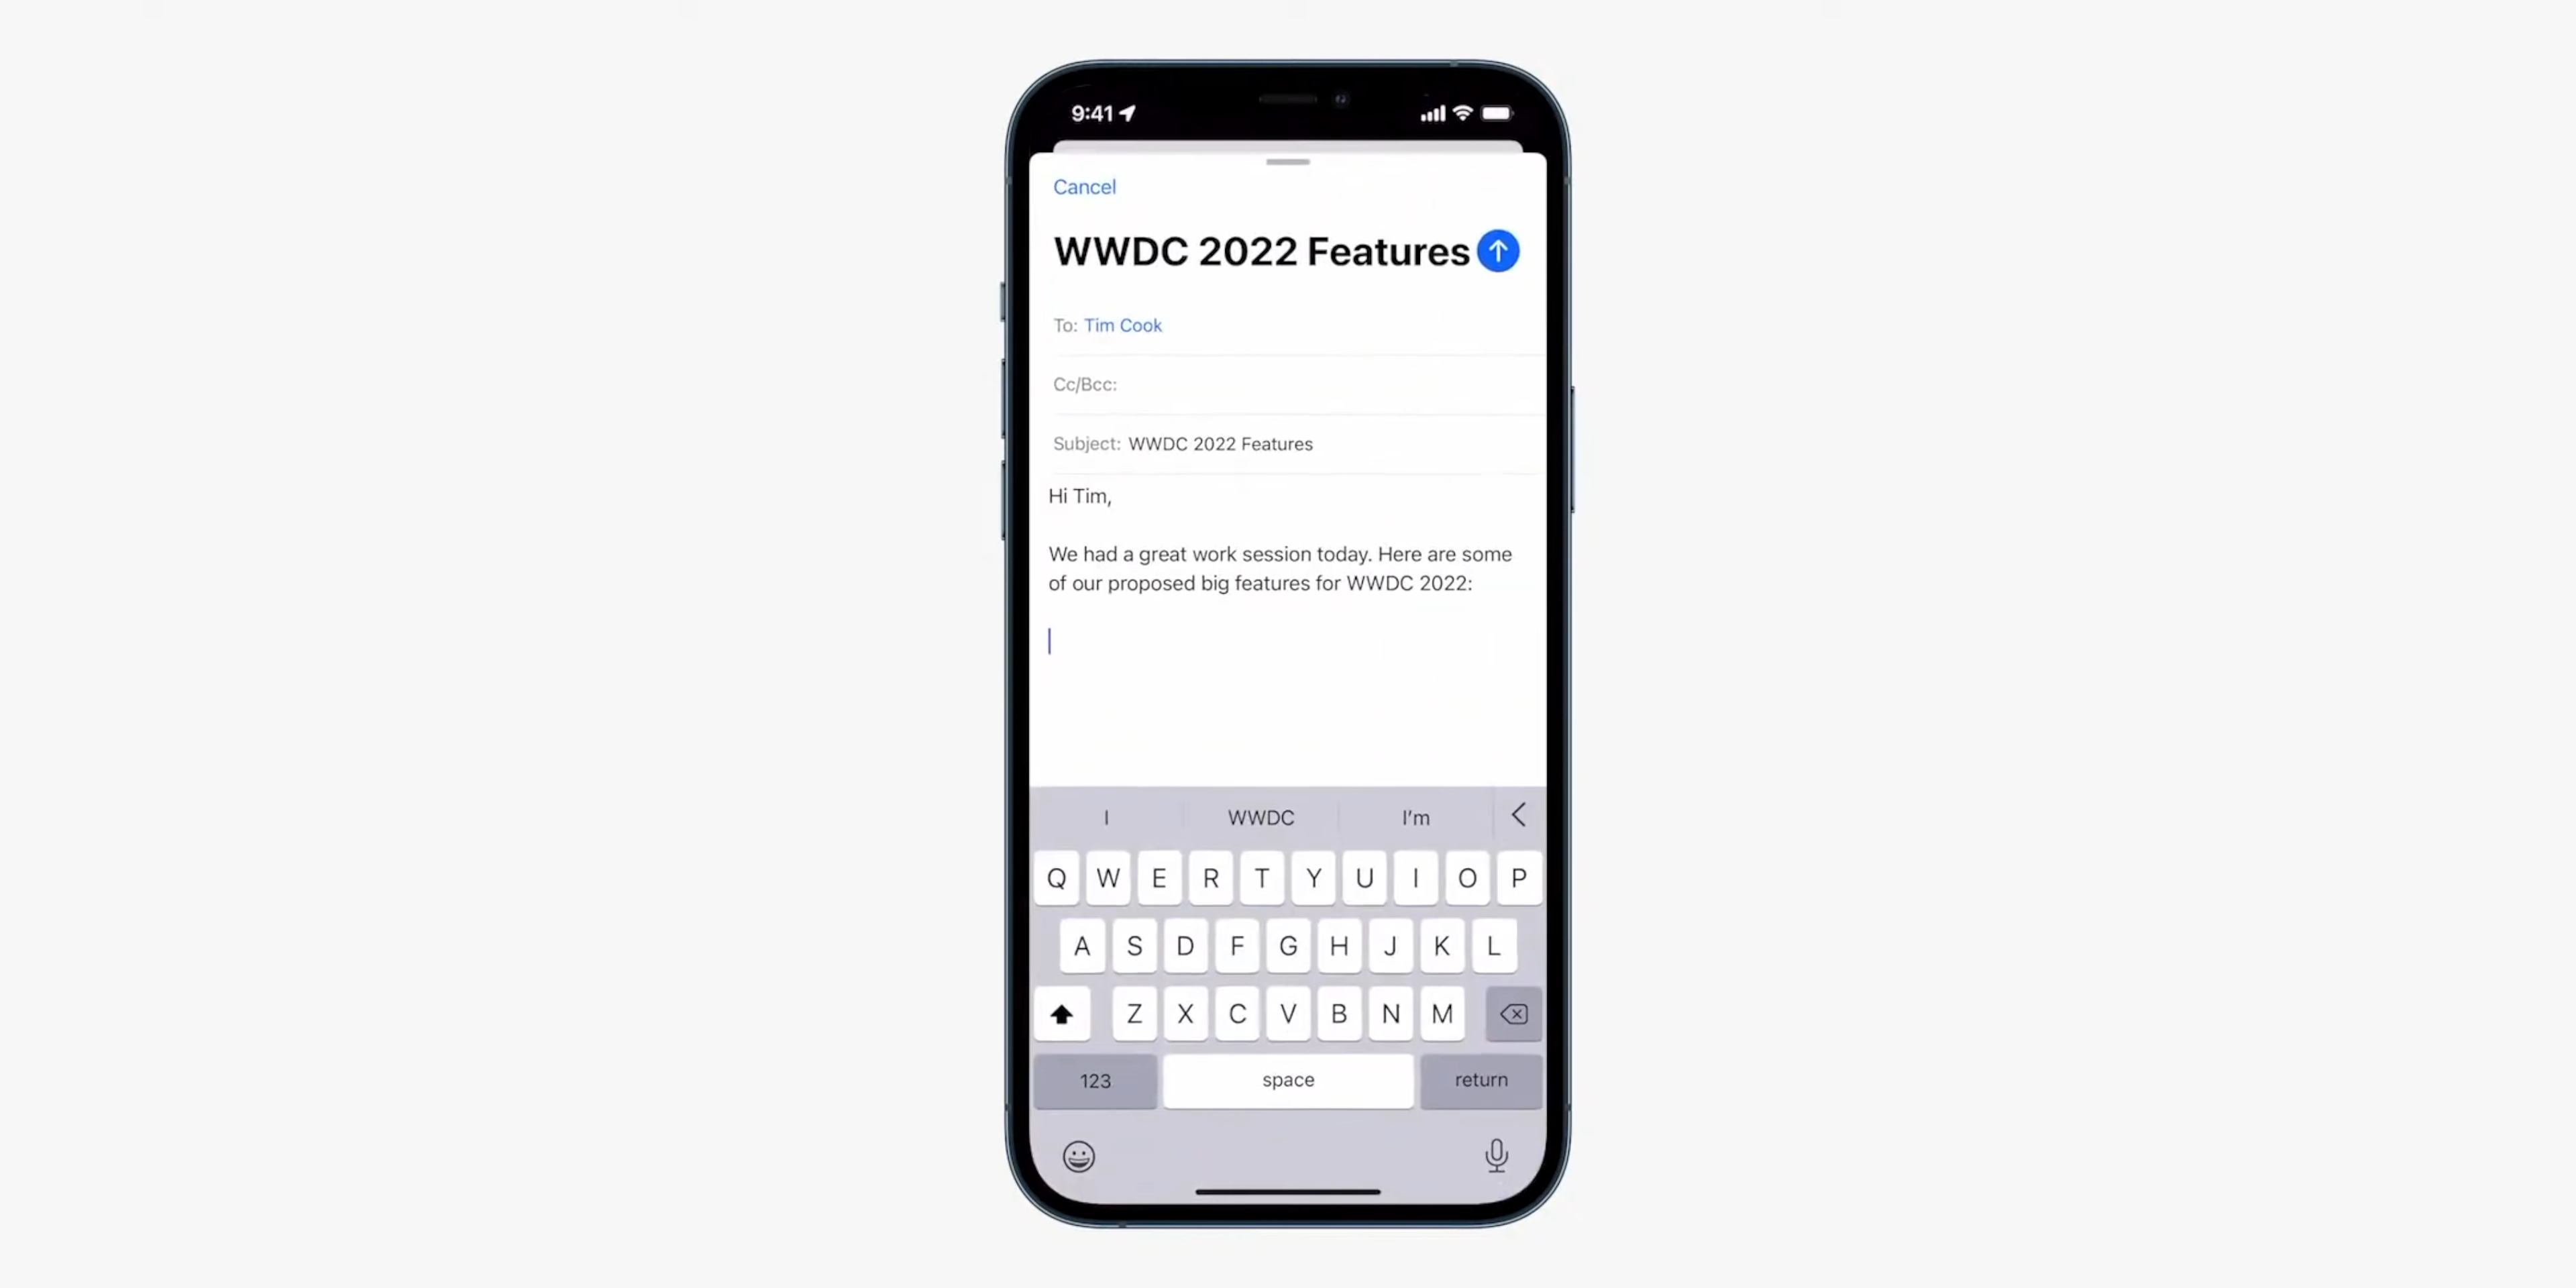 9:41
Cancel
WWDC 2022 Features
To: Tim Cook
Cc/Bcc:
Subject: WWDC 2022 Features
Hi Tim,
We had a great work session today. Here are some
of our proposed big features for WWDC 2022:
I WWDC I'm
Q W E R T Y U I O P
A S D F G H J K L
Z X C V B N M
123 space return